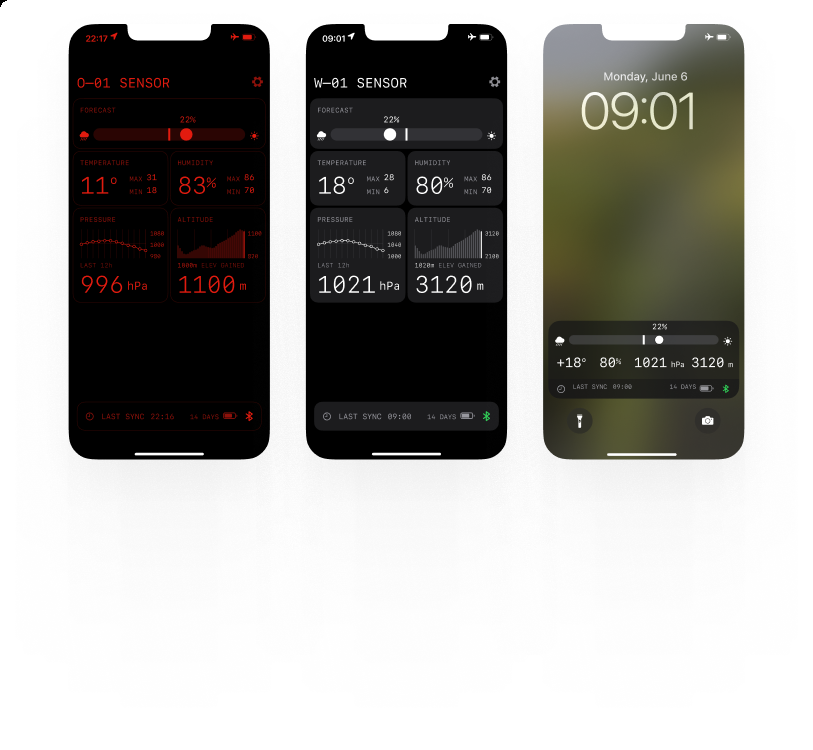 22:17
O—01 SENSOR
FORECAST
22%
TEMPERATURE
11° MAX 31
MIN 18
HUMIDITY
83% MAX 86
MIN 70
PRESSURE
1080
1000
LAST 12h
996 hPa
ALTITUDE
1100
1000m ELEV GAINED
1100 m
LAST SYNC 22:16
14 DAYS
09:01
W—01 SENSOR
FORECAST
22%
TEMPERATURE
18° MAX 28
MIN 6
HUMIDITY
80% MAX 86
MIN 70
PRESSURE
1080
1040
1000
LAST 12h
1021 hPa
ALTITUDE
3120
2100
1020m ELEV GAINED
3120 m
LAST SYNC 09:00
14 DAYS
Monday, June 6
09:01
22%
+18° 80% 1021 hPa 3120 m
LAST SYNC 09:00
14 DAYS